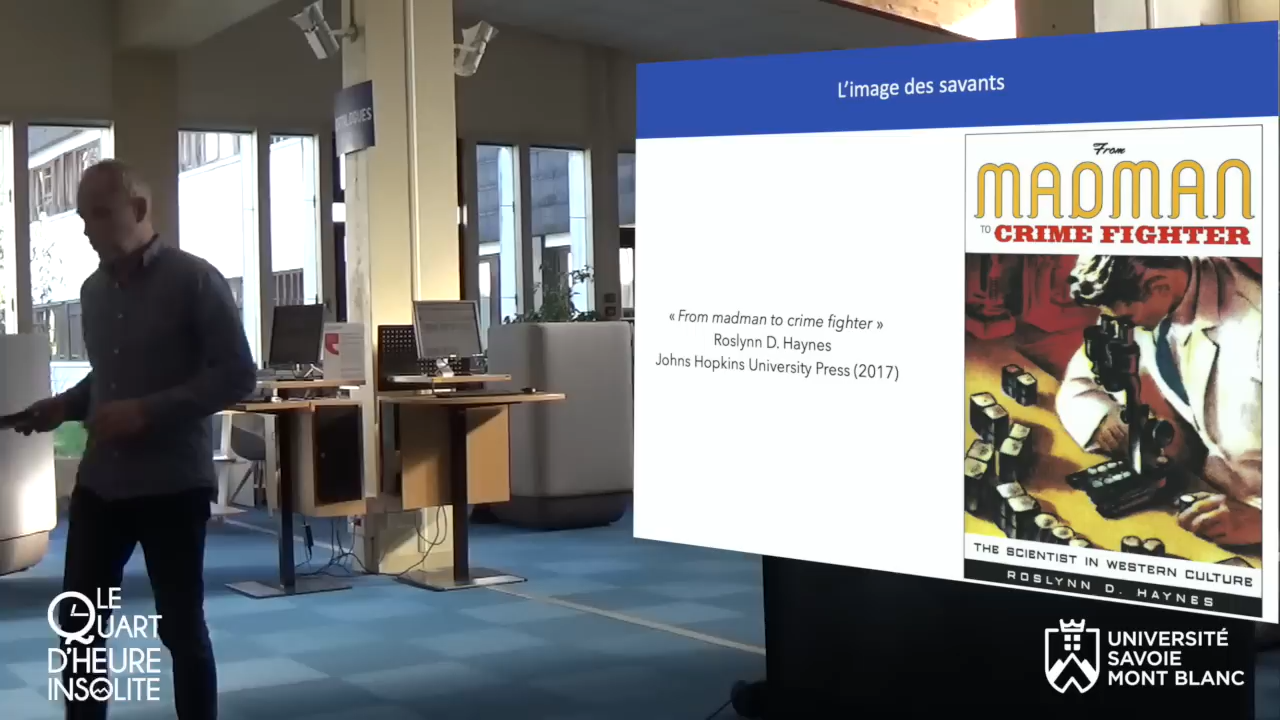 L'image des savants
From
MADMAN
TO CRIME FIGHTER
« From madman to crime fighter »
Roslynn D. Haynes
Johns Hopkins University Press (2017)
THE SCIENTIST IN WESTERN CULTURE
ROSLYNN D. HAYNES
LE
QUART
D'HEURE
INSOLITE
UNIVERSITÉ
SAVOIE
MONT BLANC